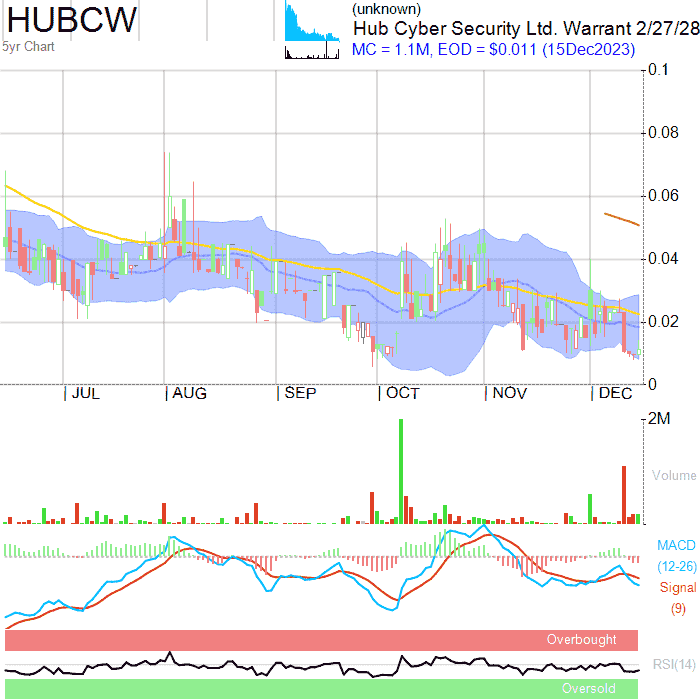 HUBCW
5yr Chart
(unknown)
Hub Cyber Security Ltd. Warrant 2/27/28
MC = 1.1M, EOD = $0.011 (15Dec2023)
0.1
0.08
0.06
0.04
0.02
0
JUL AUG SEP OCT NOV DEC
2M
Volume
MACD
(12-26)
Signal
(9)
Overbought
RSI(14)
Oversold